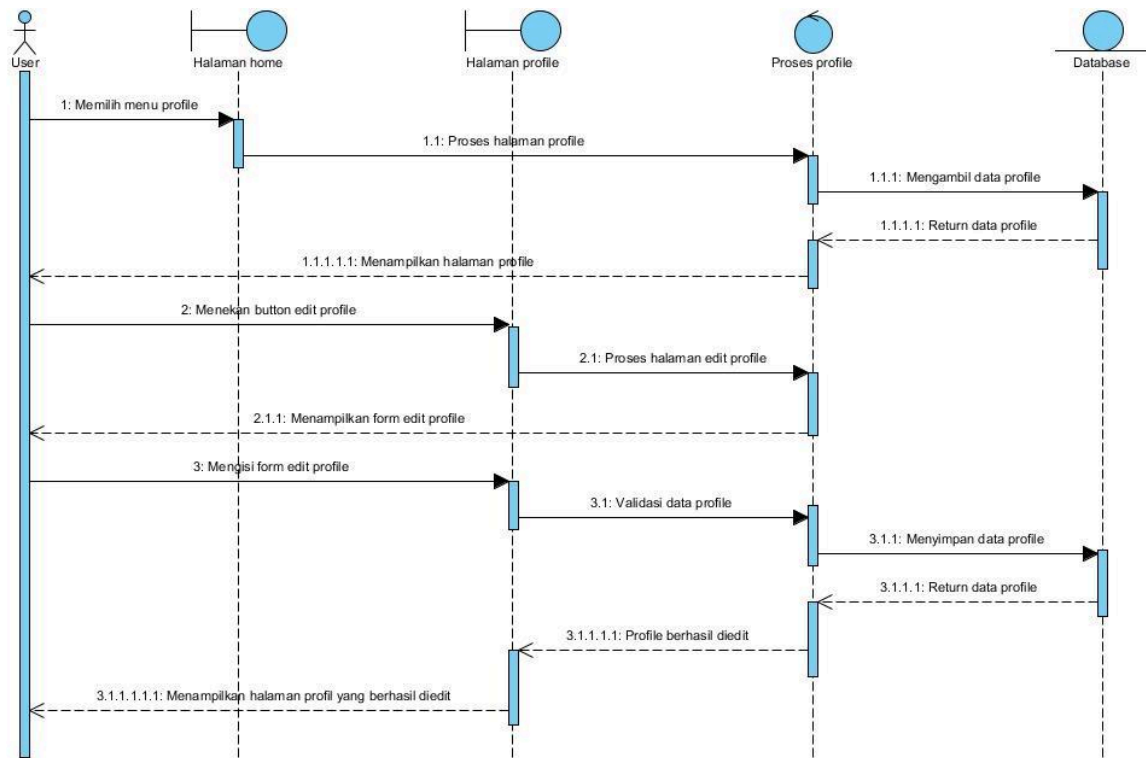 User
Halaman home
Halaman profile
Proses profile
Database
1: Memilih menu profile
1.1: Proses halaman profile
1.1.1: Mengambil data profile
1.1.1.1: Return data profile
1.1.1.1.1: Menampilkan halaman profile
2: Menekan button edit profile
2.1: Proses halaman edit profile
2.1.1: Menampilkan form edit profile
3: Mengisi form edit profile
3.1: Validasi data profile
3.1.1: Menyimpan data profile
3.1.1.1: Return data profile
3.1.1.1.1: Profile berhasil diedit
3.1.1.1.1.1: Menampilkan halaman profil yang berhasil diedit